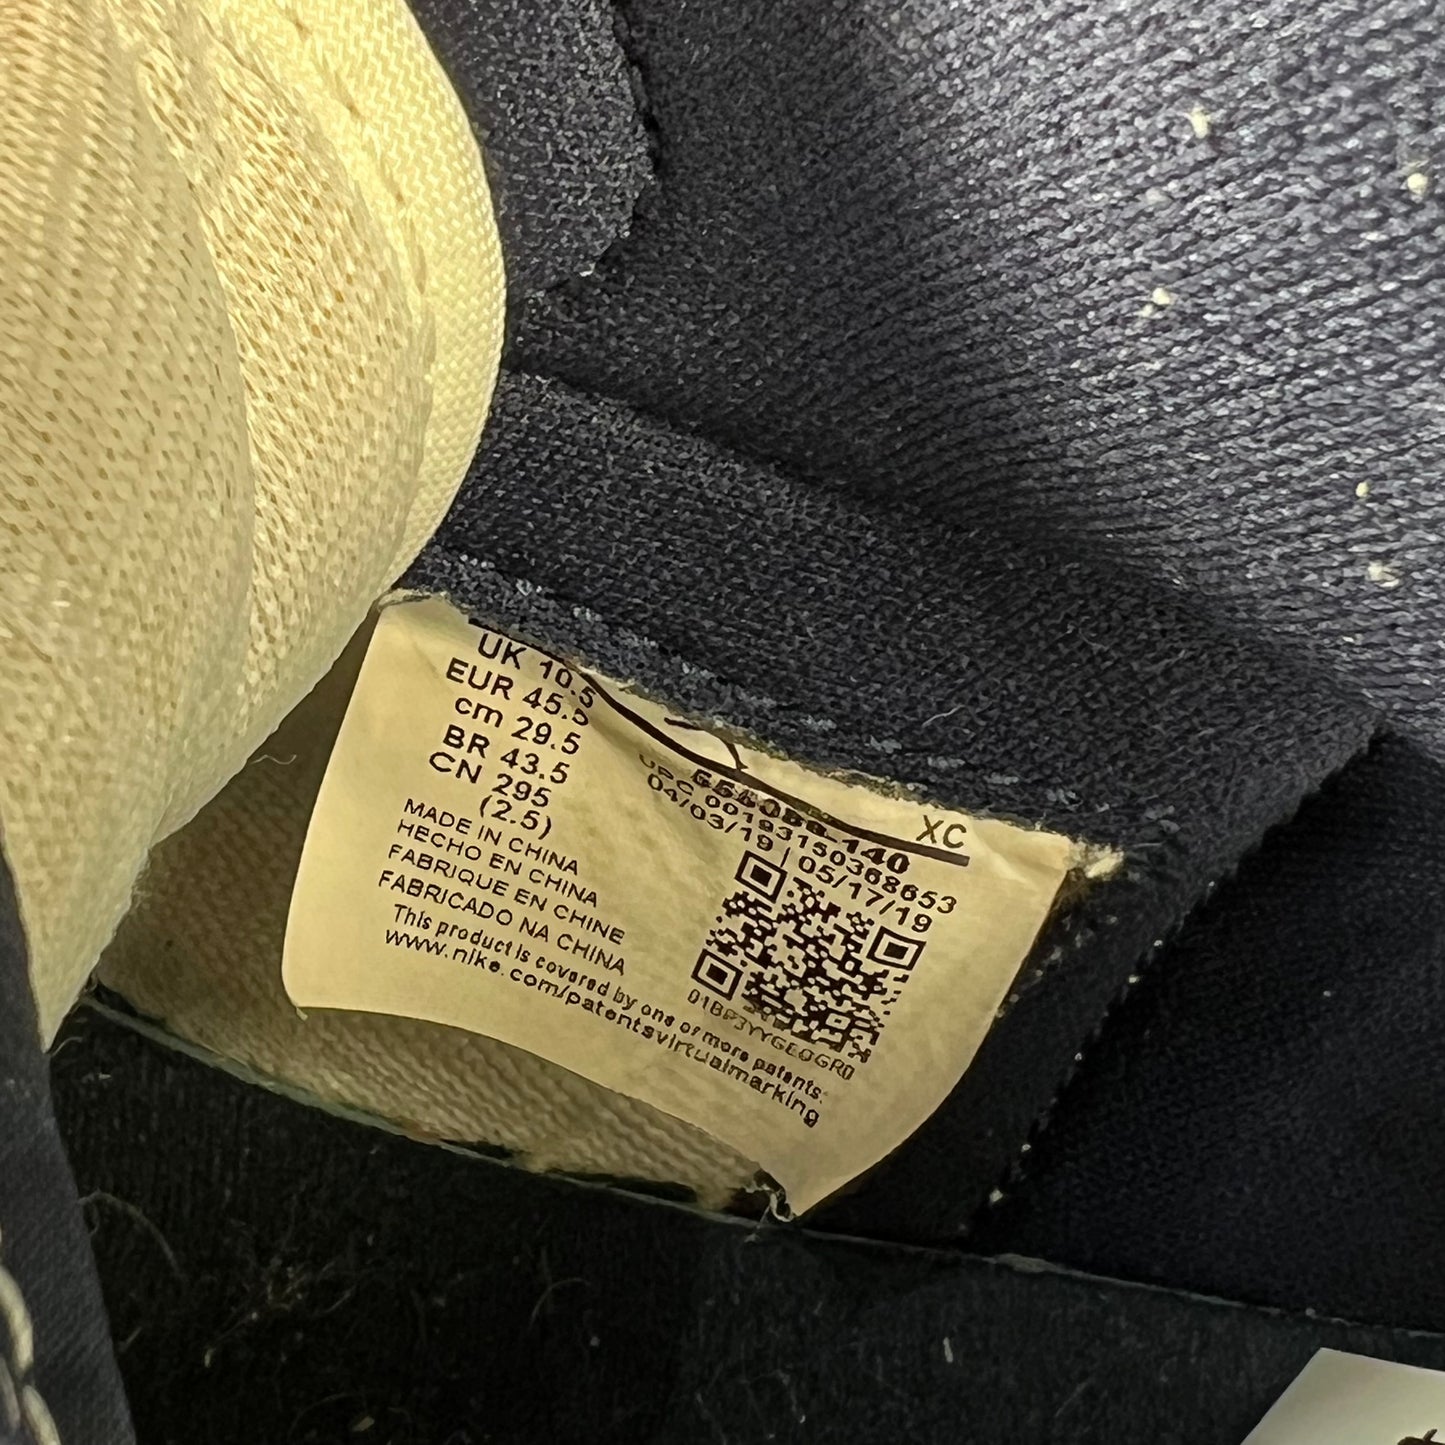 UK 10.5
EUR 45.5
cm 29.5
BR 43.5
CN 295
(2.5)
MADE IN CHINA
HECHO EN CHINA
FABRIQUE EN CHINE
FABRICADO NA CHINA
This product is covered by one or more patents.
www.nike.com/patentsvirtualmarking
XC
UPC 00193150368653
04/03/19 | 05/17/19